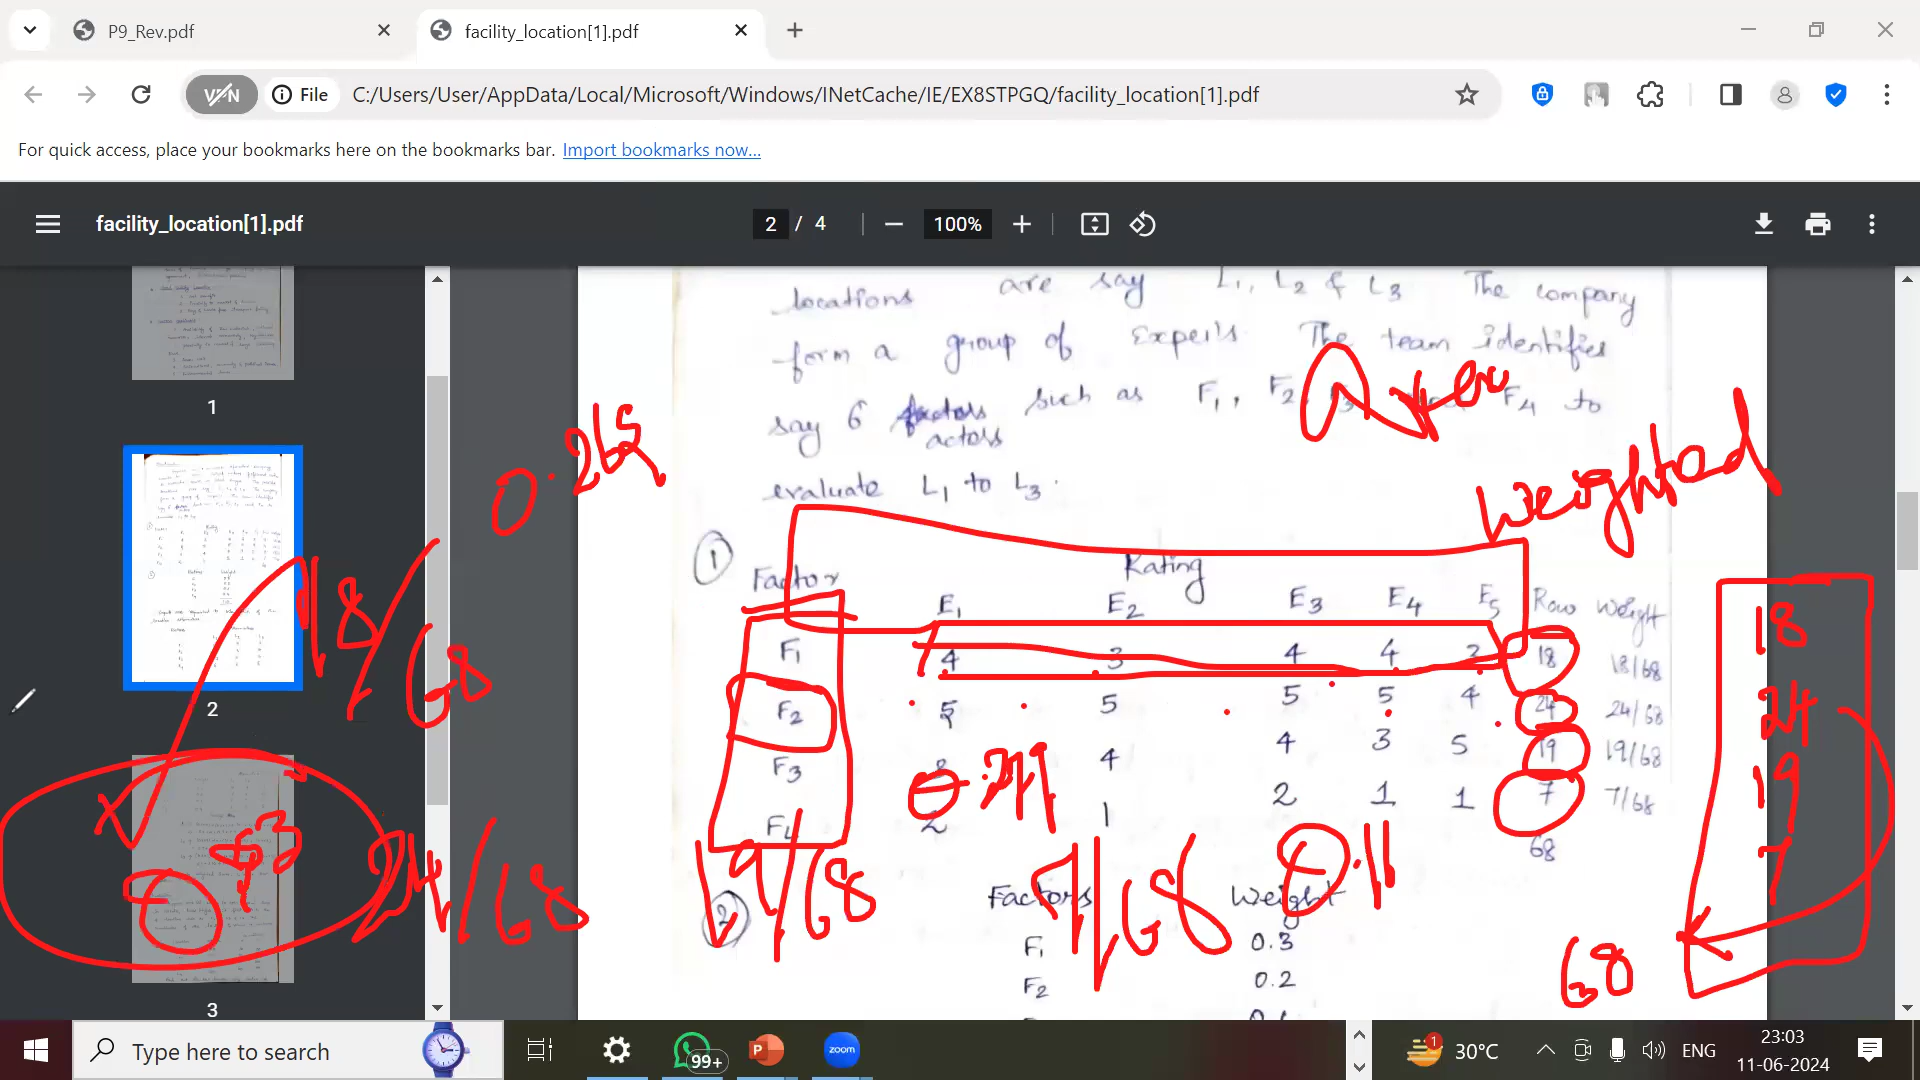 P9_Rev.pdf
facility_location[1].pdf
VPN
File
C:/Users/User/AppData/Local/Microsoft/Windows/INetCache/IE/EX8STPGQ/facility_location[1].pdf
For quick access, place your bookmarks here on the bookmarks bar. Import bookmarks now...
facility_location[1].pdf
2 / 4
100%
1
2
3
locations are say L1, L2 & L3 The company
form a group of Experts The team identifies
say 6 factors such as F1, F2, F4 to
actors
evaluate L1 to L3.
0.265
Weighted
1
Factor Rating
E1 E2 E3 E4 E5 Row Weight
F1 4 3 4 4 3 18 18/68
F2 5 5 5 5 4 24 24/68
F3 4 4 3 5 19 19/68
F4 2 1 2 1 1 7 7/68
68
18/68
24/68
9/68
0.279
7/68
0.11
18
24
19
7
68
2
Factors Weight
F1 0.3
F2 0.2
Type here to search
99+
zoom
1
30°C
ENG
23:03
11-06-2024